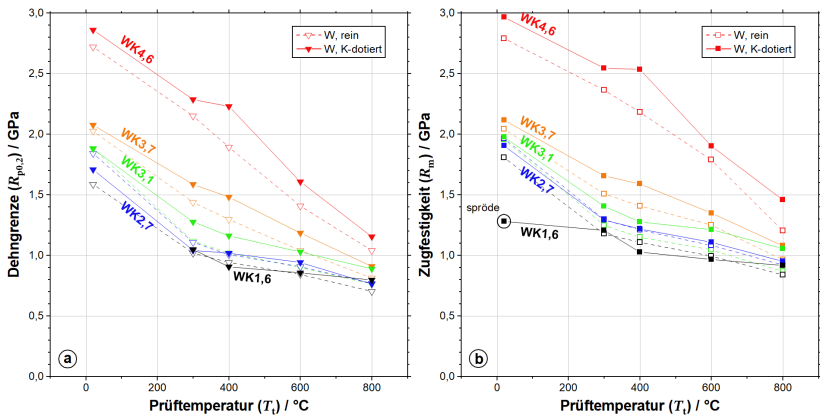 3,0
2,5
2,0
1,5
1,0
0,5
0,0
Dehngrenze (Rp0,2) / GPa
W, rein
W, K-dotiert
WK4,6
WK3,7
WK3,1
WK2,7
WK1,6
a
0
200
400
600
800
Prüftemperatur (Tt) / °C
3,0
2,5
2,0
1,5
1,0
0,5
0,0
Zugfestigkeit (Rm) / GPa
W, rein
W, K-dotiert
WK4,6
WK3,7
WK3,1
WK2,7
spröde
WK1,6
b
0
200
400
600
800
Prüftemperatur (Tt) / °C